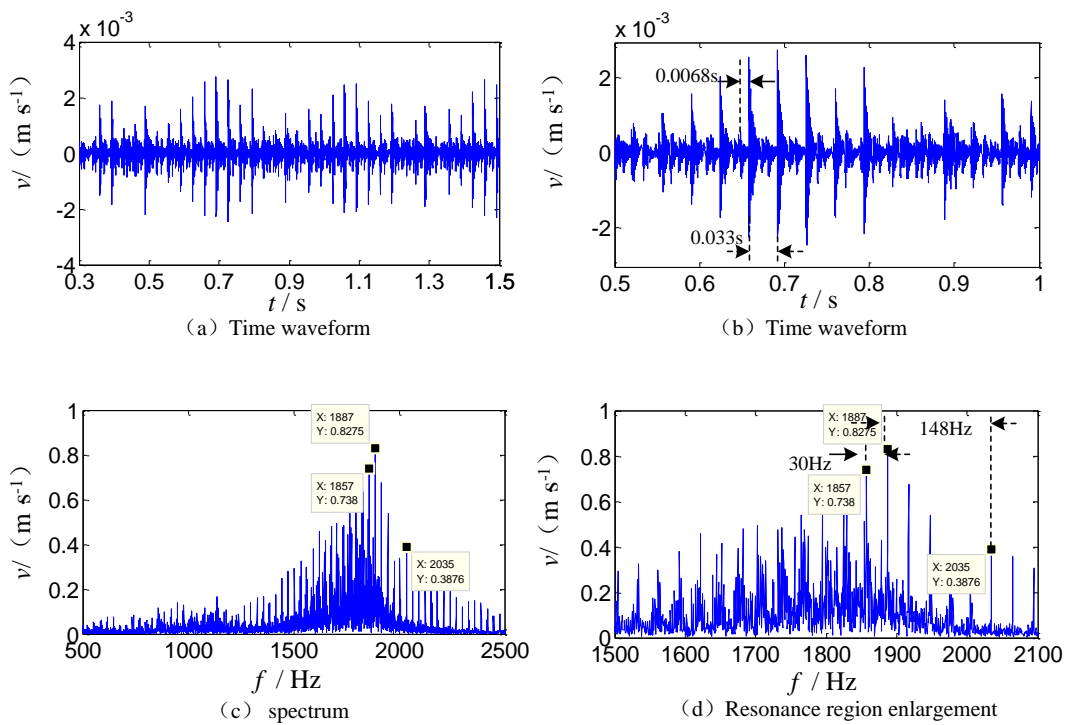 x 10⁻³
4
2
0
-2
-4
v/（m s⁻¹）
0.3 0.5 0.7 0.9 1.1 1.3 1.5
t / s
（a）Time waveform
x 10⁻³
2
0
-2
v/（m s⁻¹）
0.0068s
0.033s
0.5 0.6 0.7 0.8 0.9 1
t / s
（b）Time waveform
1
0.8
0.6
0.4
0.2
0
v/（m s⁻¹）
X: 1887
Y: 0.8275
X: 1857
Y: 0.738
X: 2035
Y: 0.3876
500 1000 1500 2000 2500
f / Hz
（c） spectrum
1
0.8
0.6
0.4
0.2
0
v/（m s⁻¹）
X: 1887
Y: 0.8275
148Hz
30Hz
X: 1857
Y: 0.738
X: 2035
Y: 0.3876
1500 1600 1700 1800 1900 2000 2100
f / Hz
（d）Resonance region enlargement